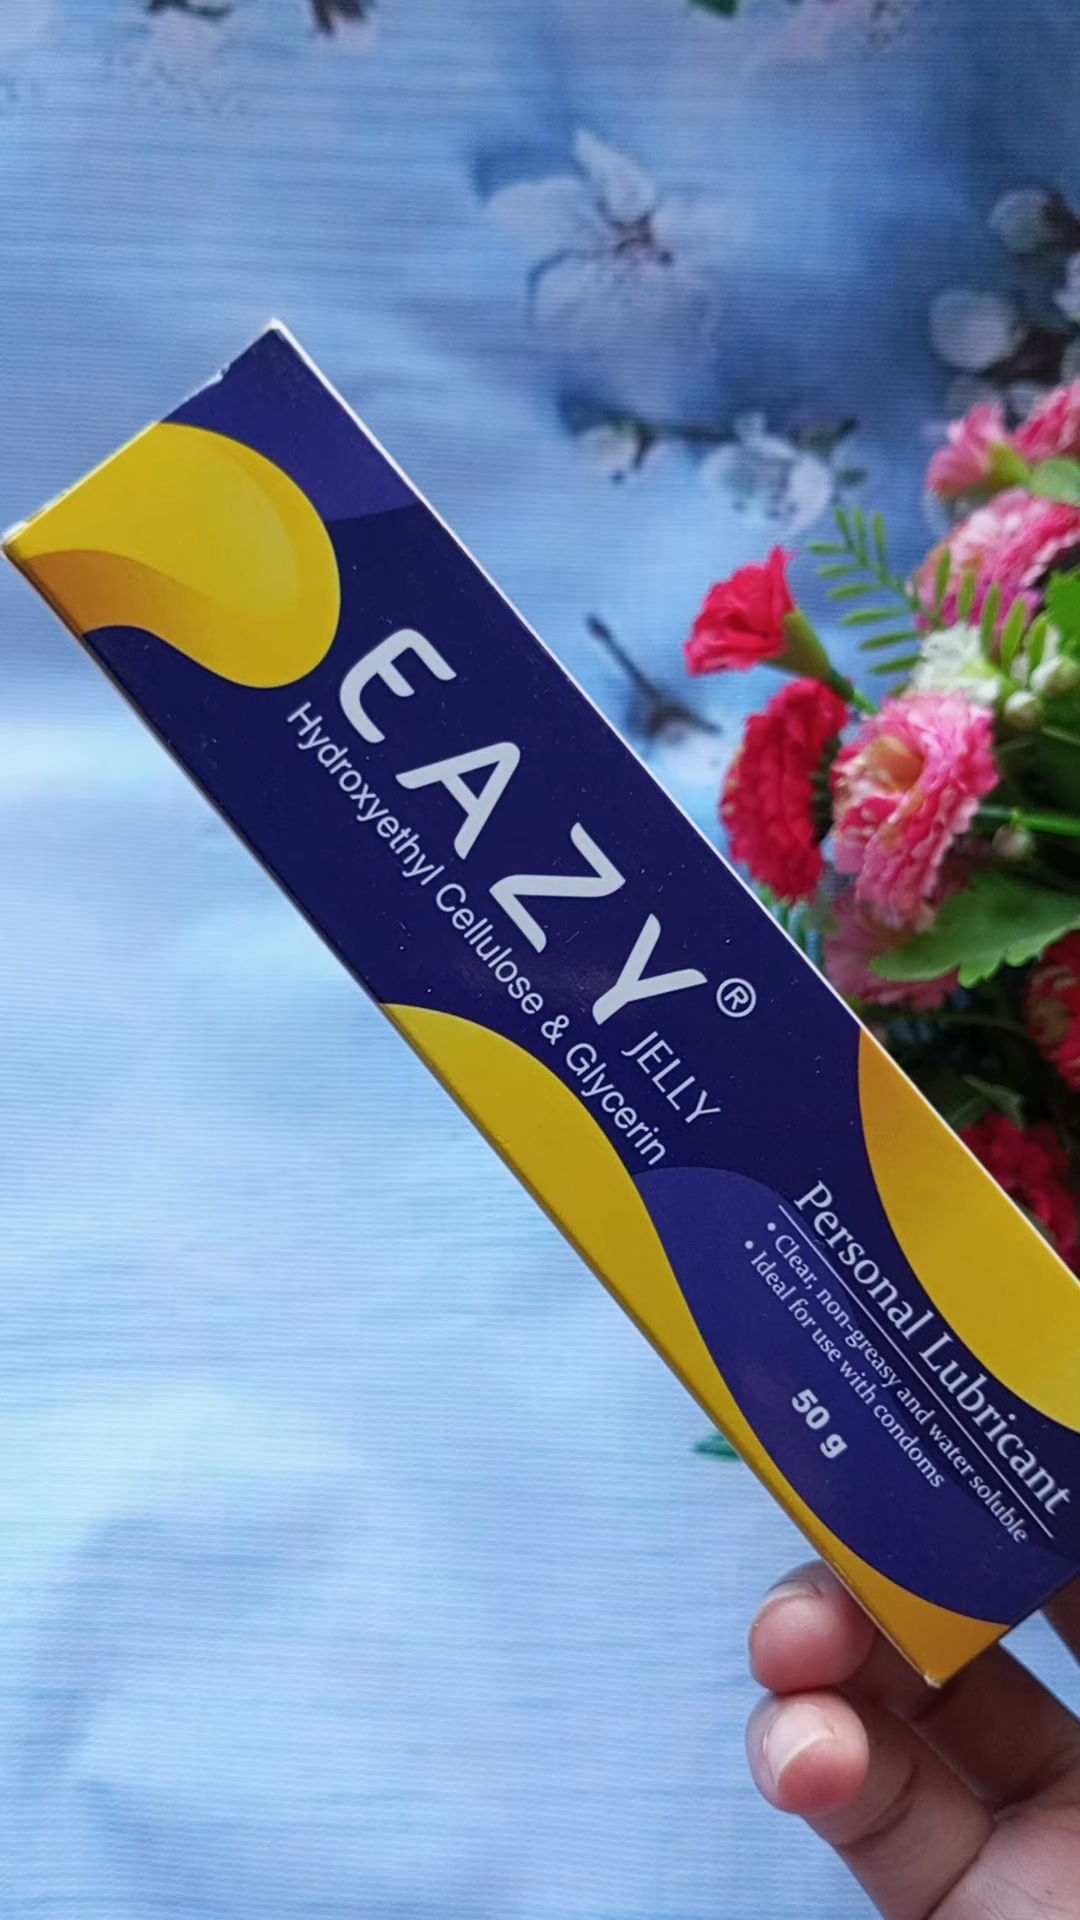 EAZY®
JELLY
Hydroxyethyl Cellulose & Glycerin
Personal Lubricant
• Clear, non-greasy and water soluble
• Ideal for use with condoms
50 g